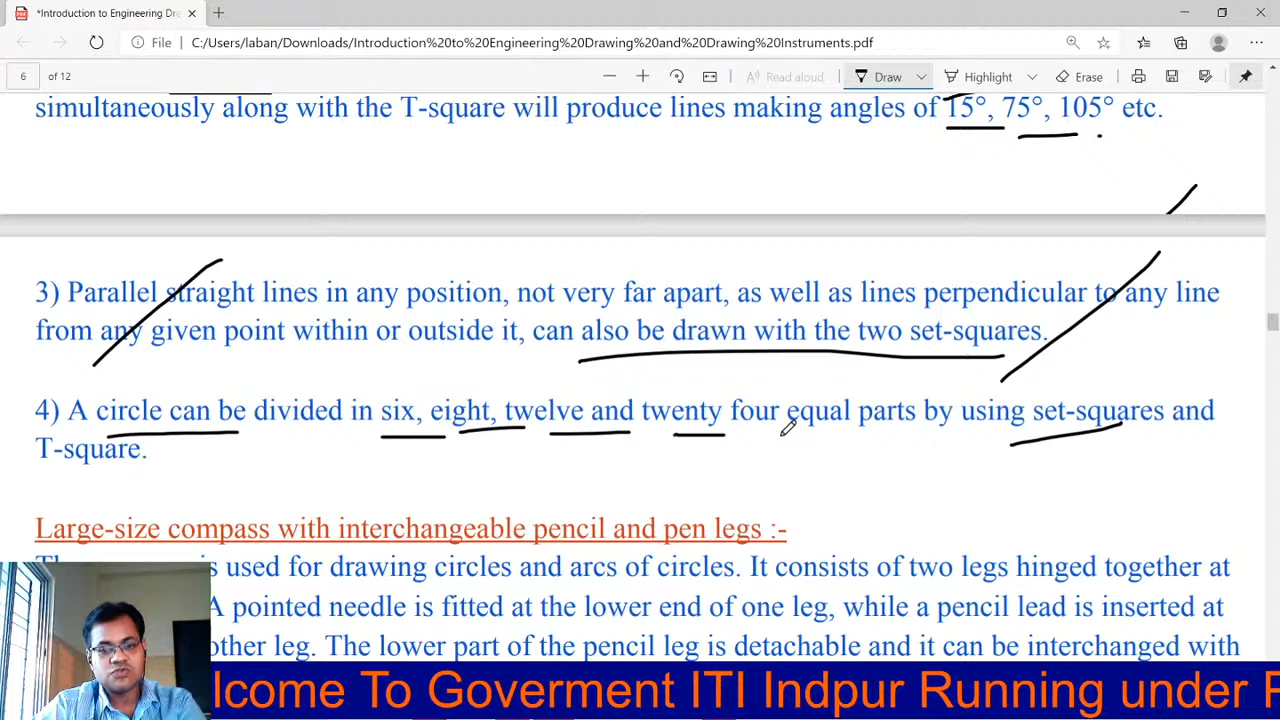 *Introduction to Engineering Dra
File
C:/Users/laban/Downloads/Introduction%20to%20Engineering%20Drawing%20and%20Drawing%20Instruments.pdf
6 of 12
Read aloud
Draw
Highlight
Erase
simultaneously along with the T-square will produce lines making angles of 15°, 75°, 105° etc.
3) Parallel straight lines in any position, not very far apart, as well as lines perpendicular to any line
from any given point within or outside it, can also be drawn with the two set-squares.
4) A circle can be divided in six, eight, twelve and twenty four equal parts by using set-squares and
T-square.
Large-size compass with interchangeable pencil and pen legs :-
used for drawing circles and arcs of circles. It consists of two legs hinged together at
A pointed needle is fitted at the lower end of one leg, while a pencil lead is inserted at
other leg. The lower part of the pencil leg is detachable and it can be interchanged with
lcome To Goverment ITI Indpur Running under